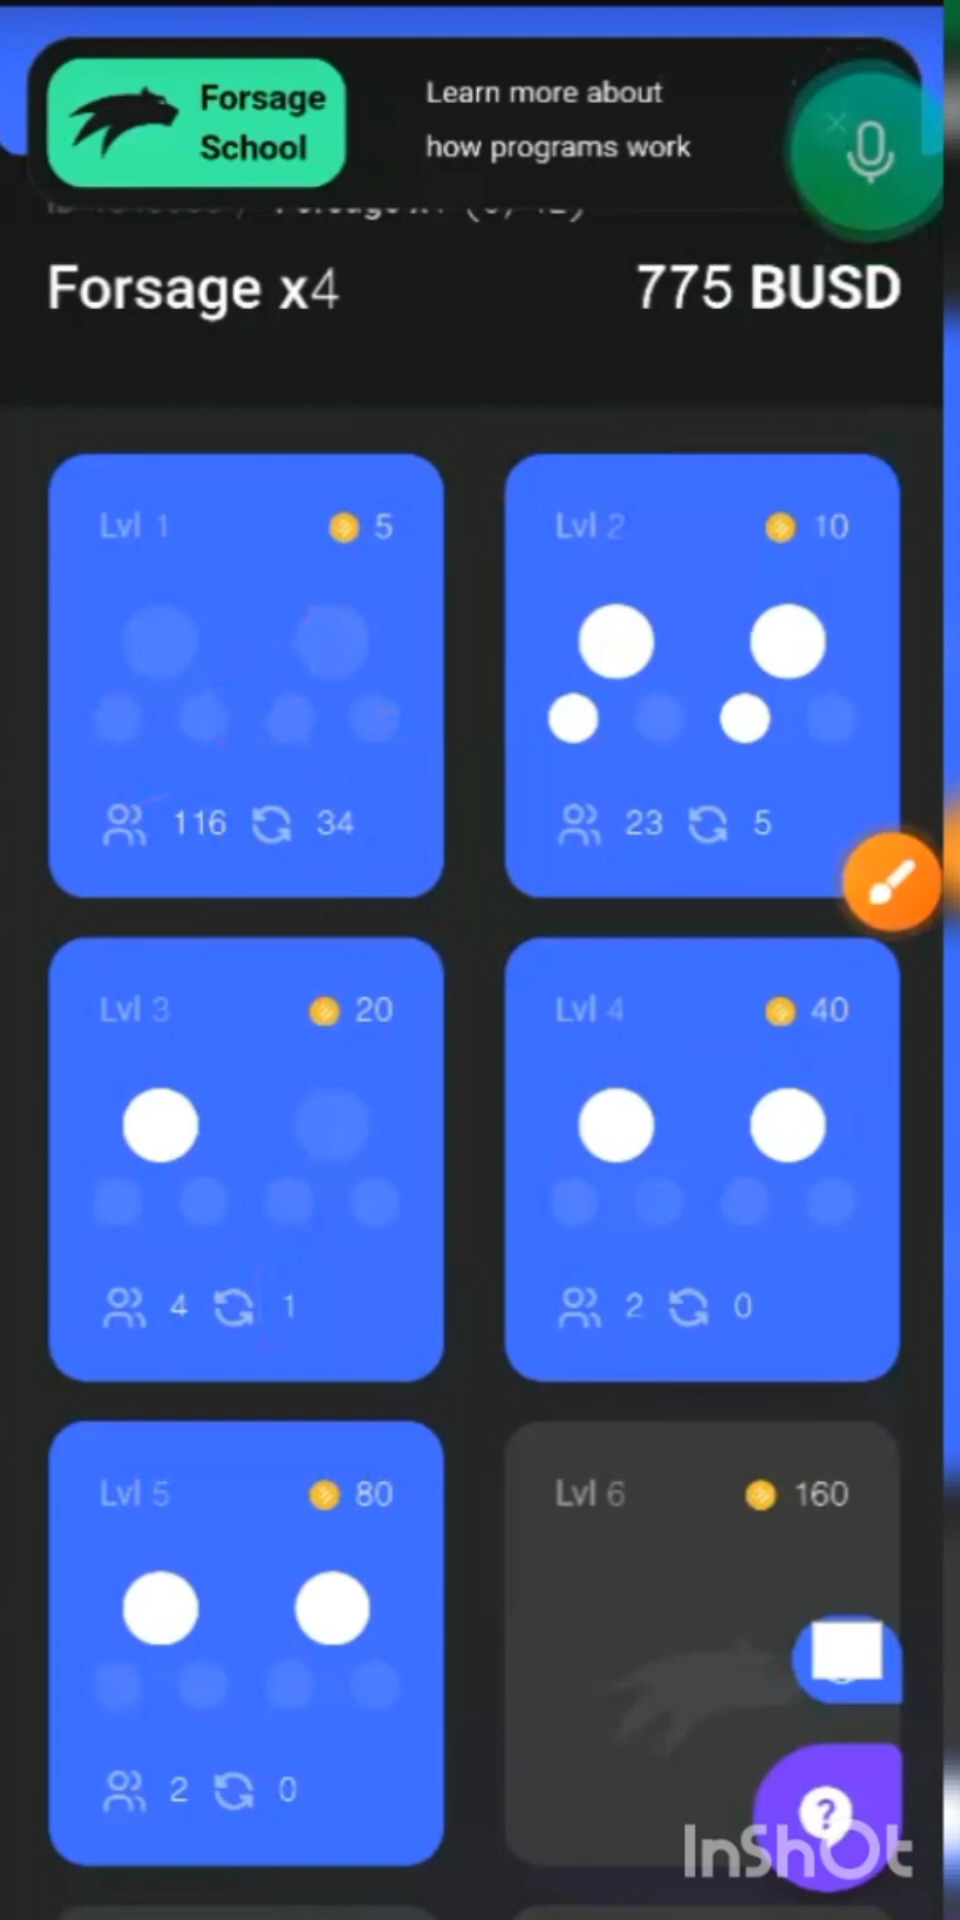 Forsage
School
Learn more about
how programs work
Forsage x4
775 BUSD
Lvl 1
5
116
34
Lvl 2
10
23
5
Lvl 3
20
4
1
Lvl 4
40
2
0
Lvl 5
80
2
0
Lvl 6
160
?
InShOt